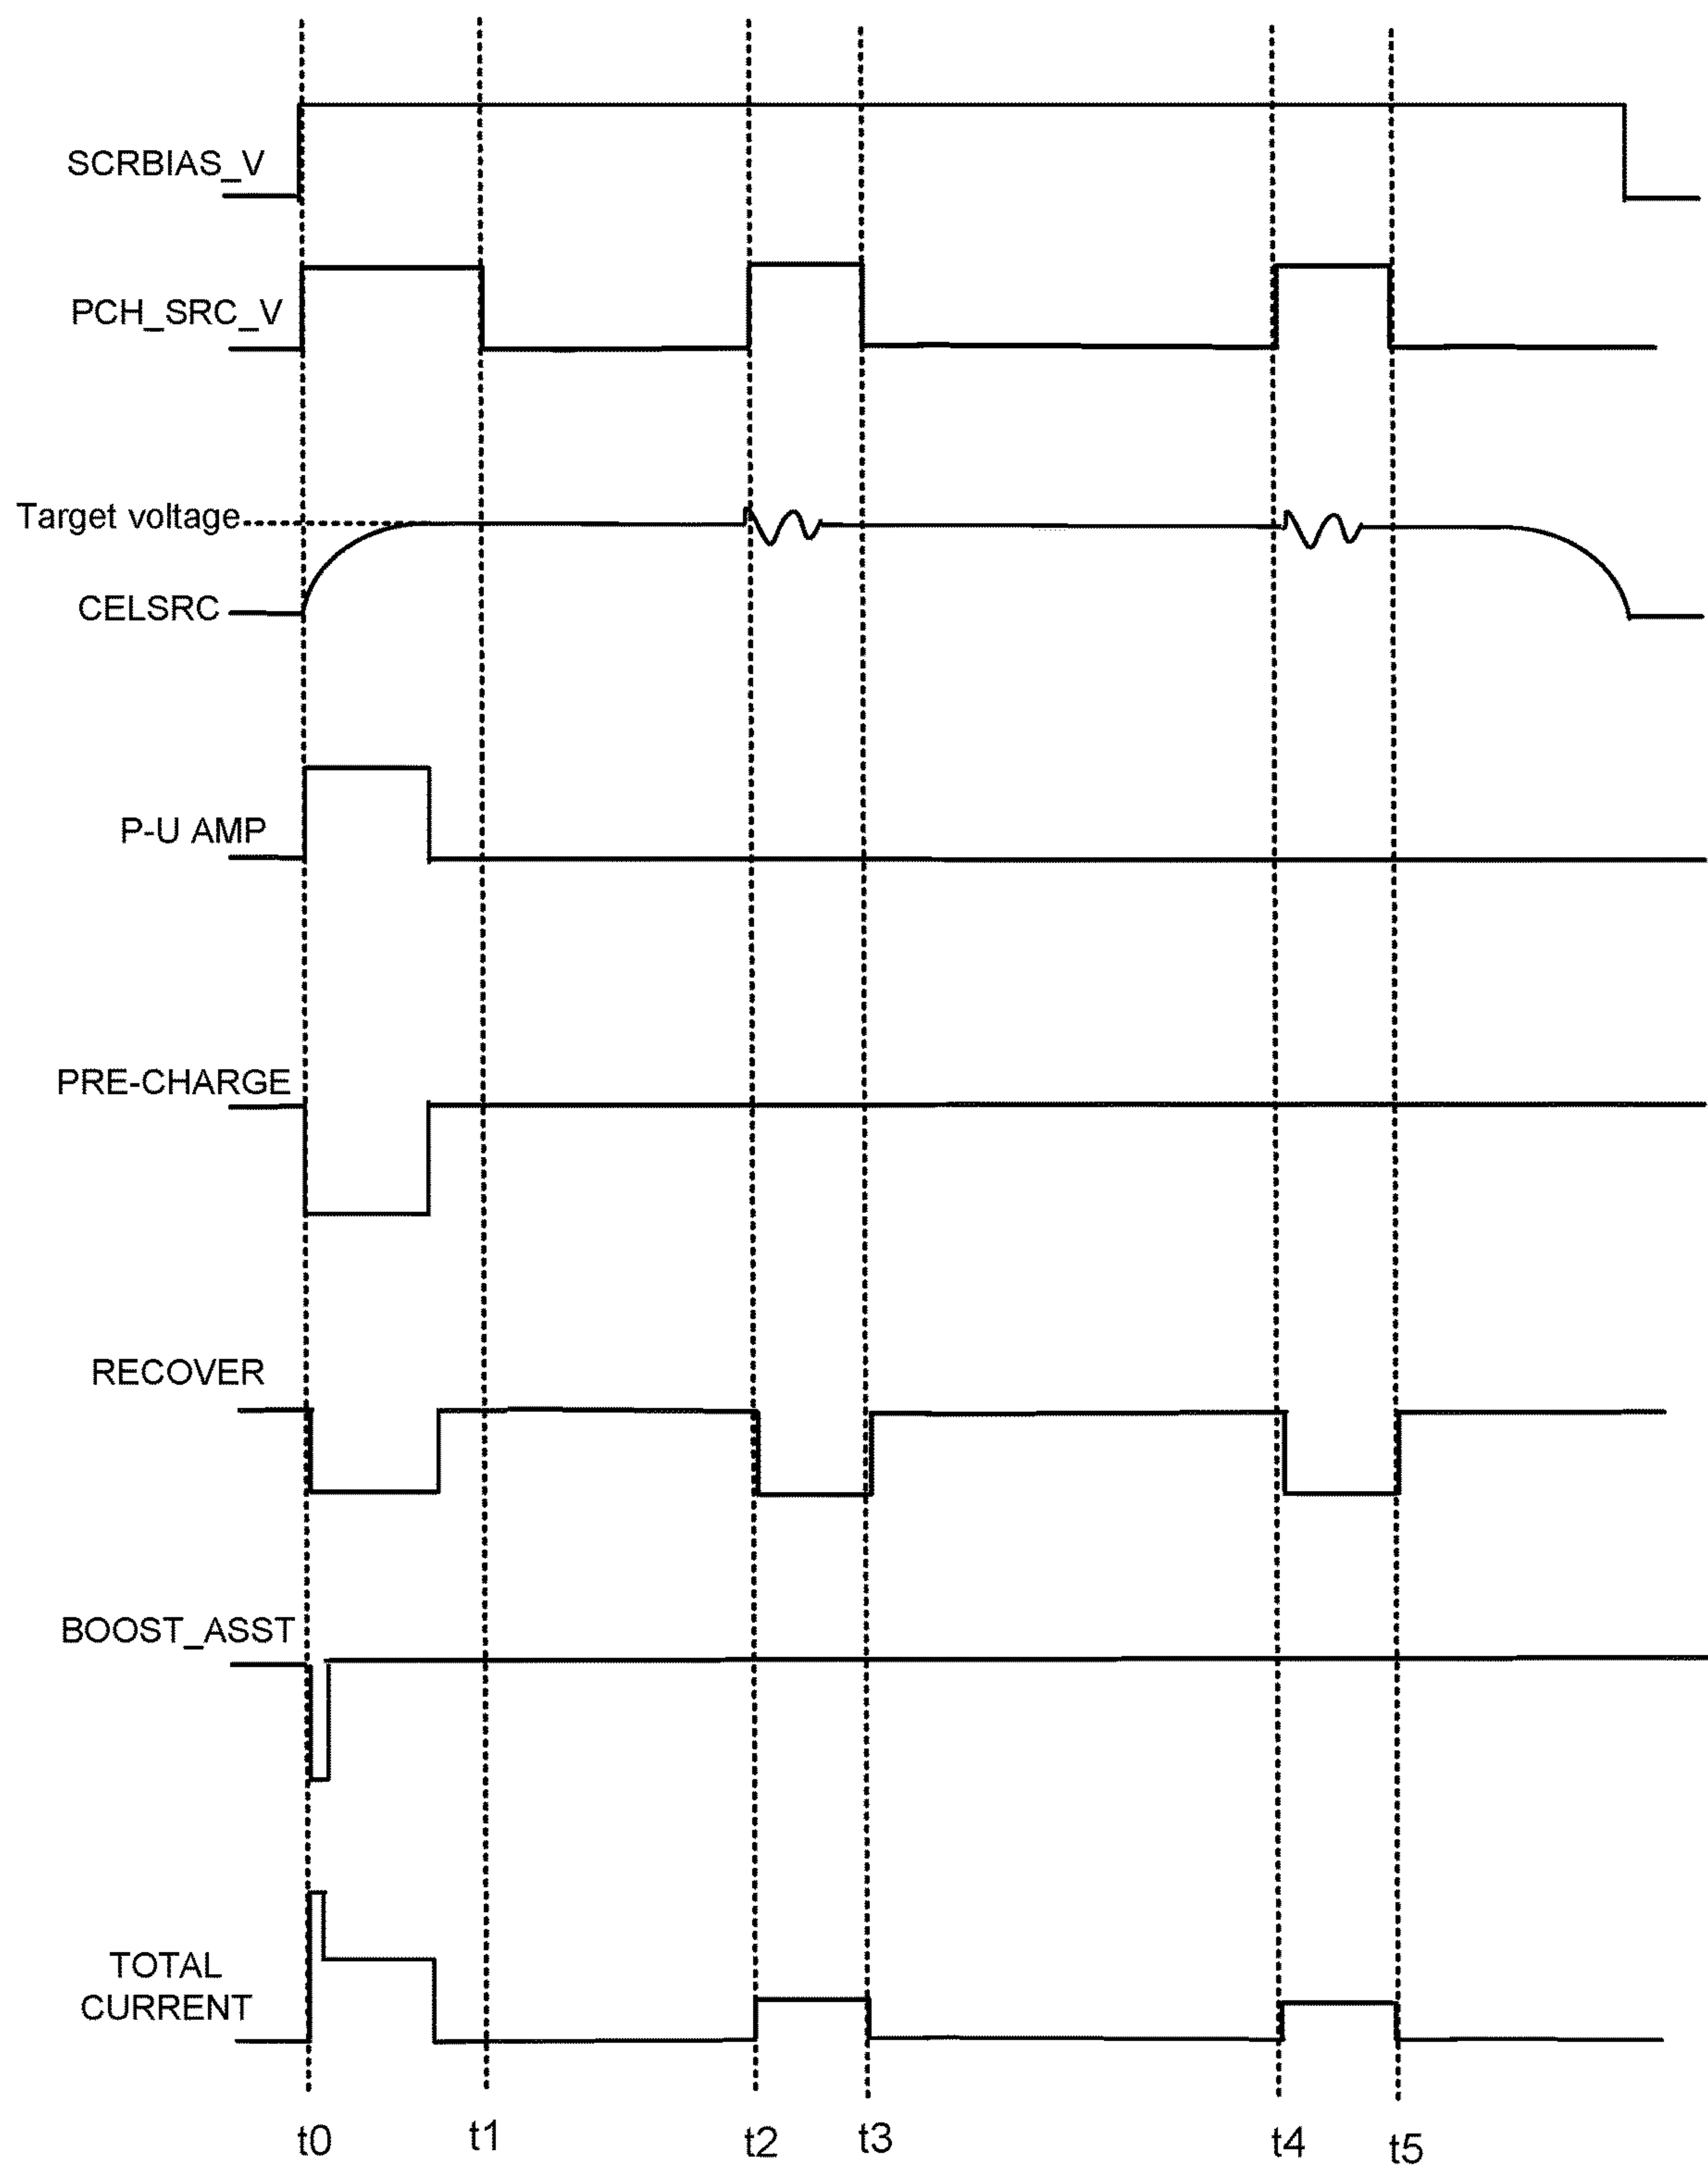 SCRBIAS_V
PCH_SRC_V
Target voltage
CELSRC
P-U AMP
PRE-CHARGE
RECOVER
BOOST_ASST
TOTAL
CURRENT
t0 t1 t2 t3 t4 t5